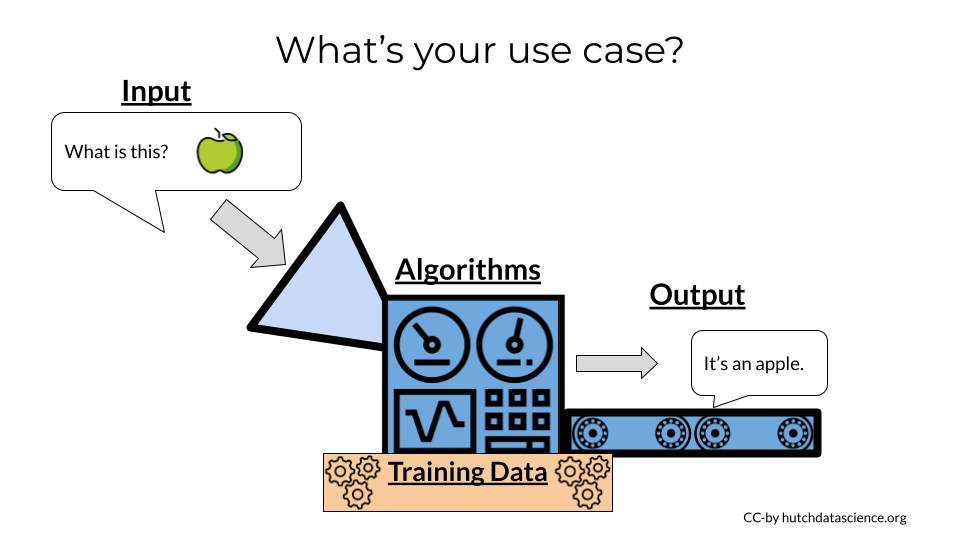 What’s your use case?
Input
What is this?
Algorithms
Output
It’s an apple.
Training Data
CC-by hutchdatascience.org